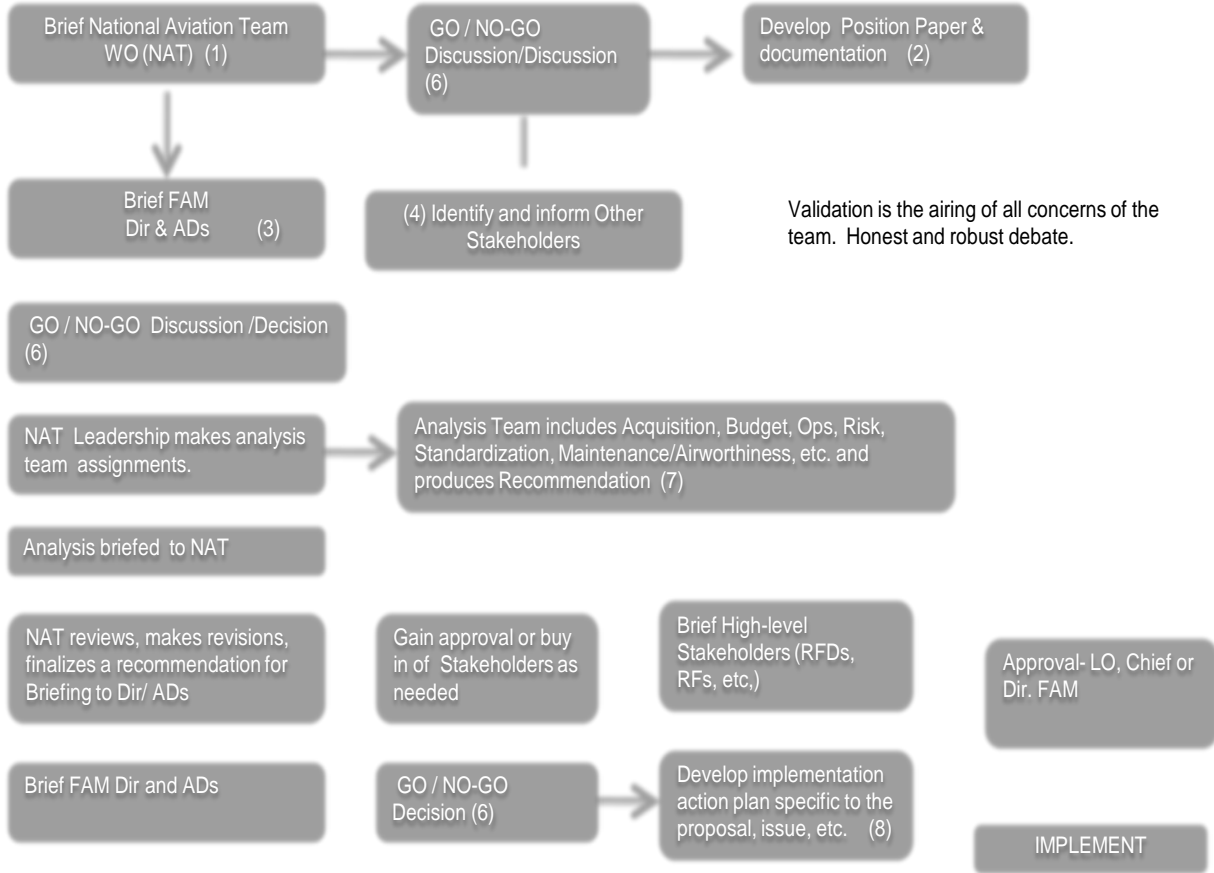 Brief National Aviation Team
WO (NAT) (1)
GO / NO-GO
Discussion/Discussion
(6)
Develop Position Paper &
documentation (2)
Brief FAM
Dir & ADs (3)
(4) Identify and inform Other
Stakeholders
Validation is the airing of all concerns of the
team. Honest and robust debate.
GO / NO-GO Discussion /Decision
(6)
NAT Leadership makes analysis
team assignments.
Analysis Team includes Acquisition, Budget, Ops, Risk,
Standardization, Maintenance/Airworthiness, etc. and
produces Recommendation (7)
Analysis briefed to NAT
NAT reviews, makes revisions,
finalizes a recommendation for
Briefing to Dir/ ADs
Gain approval or buy
in of Stakeholders as
needed
Brief High-level
Stakeholders (RFDs,
RFs, etc,)
Approval- LO, Chief or
Dir. FAM
Brief FAM Dir and ADs
GO / NO-GO
Decision (6)
Develop implementation
action plan specific to the
proposal, issue, etc. (8)
IMPLEMENT